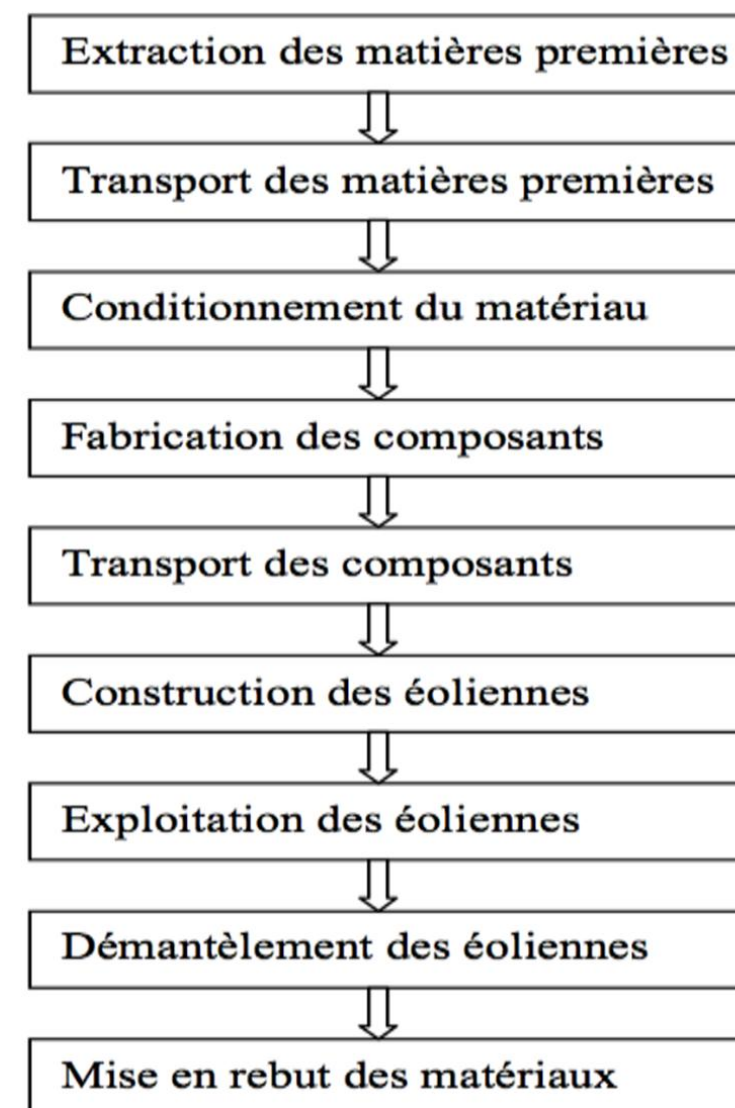 Extraction des matières premières
Transport des matières premières
Conditionnement du matériau
Fabrication des composants
Transport des composants
Construction des éoliennes
Exploitation des éoliennes
Démantèlement des éoliennes
Mise en rebut des matériaux